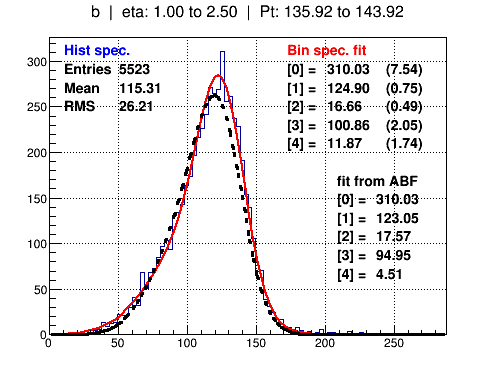 b | eta: 1.00 to 2.50 | Pt: 135.92 to 143.92
Hist spec.
Entries 5523
Mean 115.31
RMS 26.21
Bin spec. fit
[0] = 310.03 (7.54)
[1] = 124.90 (0.75)
[2] = 16.66 (0.49)
[3] = 100.86 (2.05)
[4] = 11.87 (1.74)
fit from ABF
[0] = 310.03
[1] = 123.05
[2] = 17.57
[3] = 94.95
[4] = 4.51
300
250
200
150
100
50
0
0 50 100 150 200 250